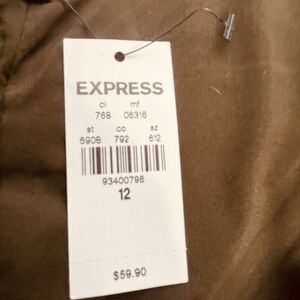 EXPRESS
cl mf
768 06316
st co sz
6908 792 612
93400798
12
$59.90